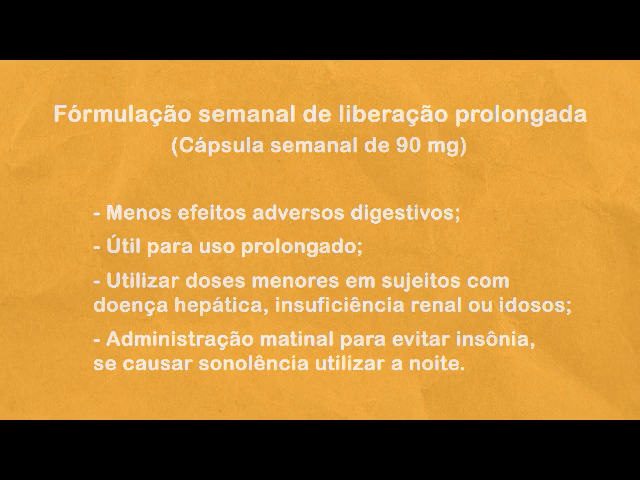 Fórmulação semanal de liberação prolongada
(Cápsula semanal de 90 mg)
- Menos efeitos adversos digestivos;
- Útil para uso prolongado;
- Utilizar doses menores em sujeitos com
doença hepática, insuficiência renal ou idosos;
- Administração matinal para evitar insônia,
se causar sonolência utilizar a noite.